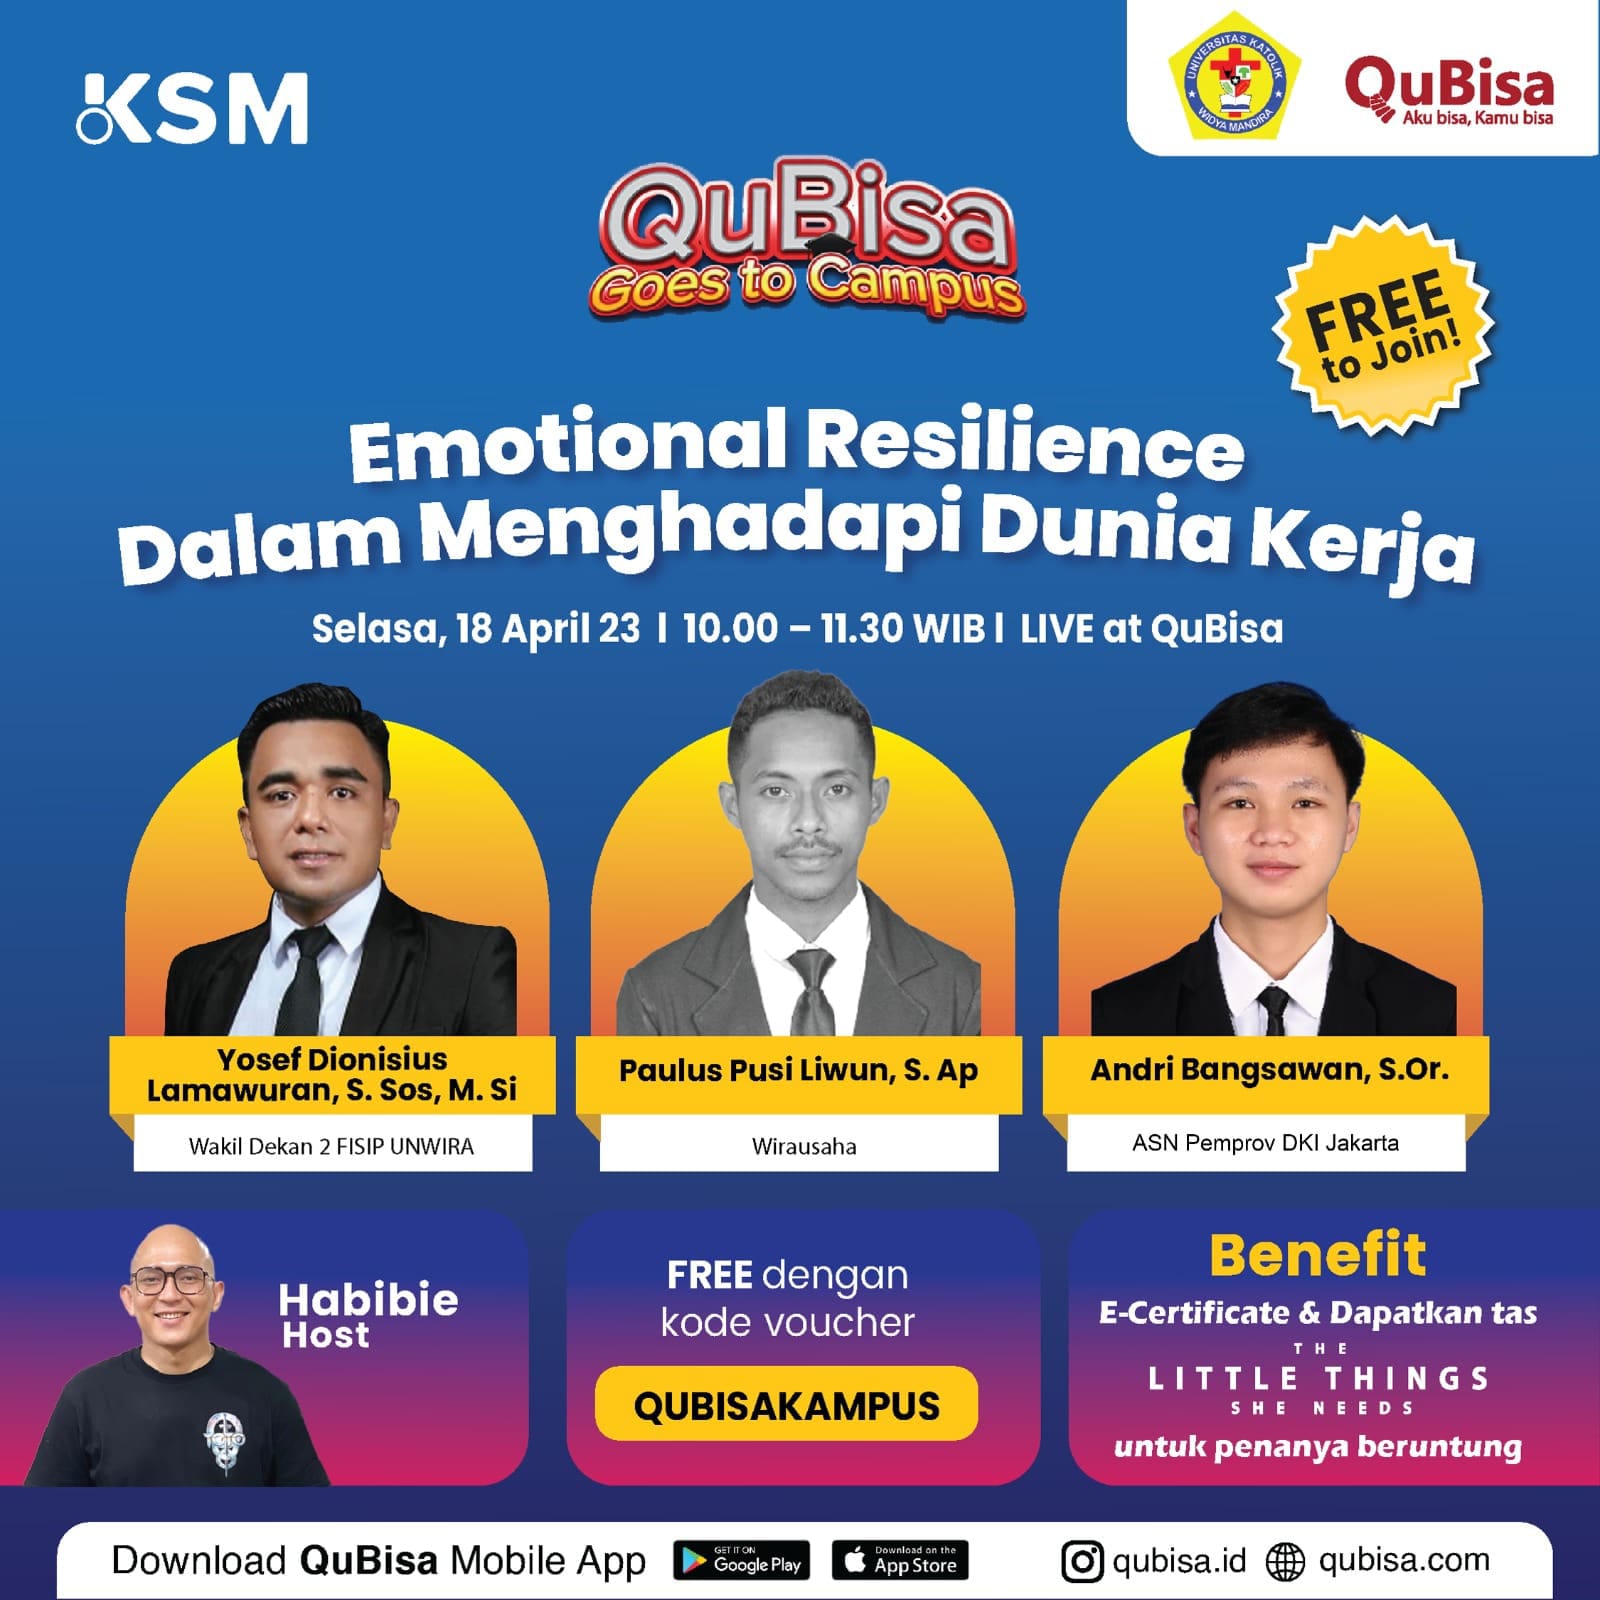 KSM
UNIVERSITAS KATOLIK
WIDYA MANDIRA
QuBisa
Aku bisa, Kamu bisa
QuBisa
Goes to Campus
FREE
to Join!
Emotional Resilience
Dalam Menghadapi Dunia Kerja
Selasa, 18 April 23 | 10.00 – 11.30 WIB | LIVE at QuBisa
Yosef Dionisius
Lamawuran, S. Sos, M. Si
Wakil Dekan 2 FISIP UNWIRA
Paulus Pusi Liwun, S. Ap
Wirausaha
Andri Bangsawan, S.Or.
ASN Pemprov DKI Jakarta
Habibie
Host
FREE dengan
kode voucher
QUBISAKAMPUS
Benefit
E-Certificate & Dapatkan tas
THE
LITTLE THINGS
SHE NEEDS
untuk penanya beruntung
Download QuBisa Mobile App
GET IT ON
Google Play
Download on the
App Store
qubisa.id
qubisa.com